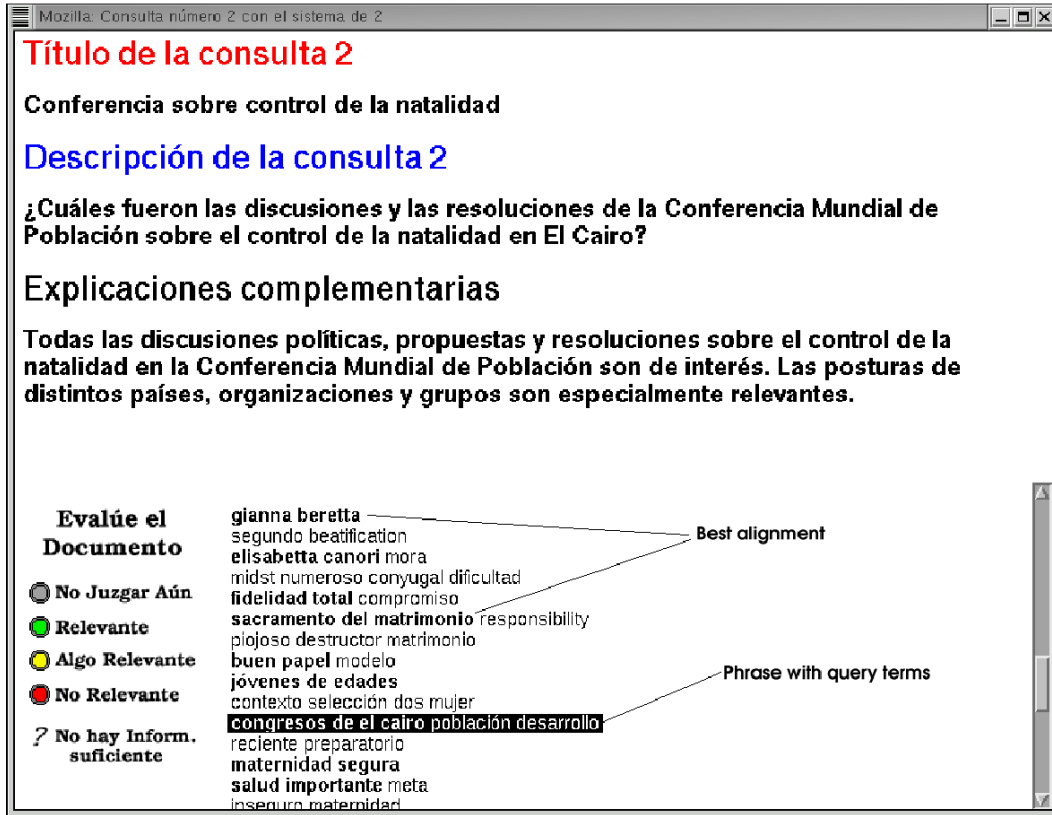 Mozilla: Consulta número 2 con el sistema de 2
Título de la consulta 2
Conferencia sobre control de la natalidad
Descripción de la consulta 2
¿Cuáles fueron las discusiones y las resoluciones de la Conferencia Mundial de
Población sobre el control de la natalidad en El Cairo?
Explicaciones complementarias
Todas las discusiones políticas, propuestas y resoluciones sobre el control de la
natalidad en la Conferencia Mundial de Población son de interés. Las posturas de
distintos países, organizaciones y grupos son especialmente relevantes.
Evalúe el
Documento
No Juzgar Aún
Relevante
Algo Relevante
No Relevante
? No hay Inform.
suficiente
gianna beretta
segundo beatification
elisabetta canori mora
midst numeroso conyugal dificultad
fidelidad total compromiso
sacramento del matrimonio responsibility
piojoso destructor matrimonio
buen papel modelo
jóvenes de edades
contexto selección dos mujer
congresos de el cairo población desarrollo
reciente preparatorio
maternidad segura
salud importante meta
inseguro maternidad
Best alignment
Phrase with query terms